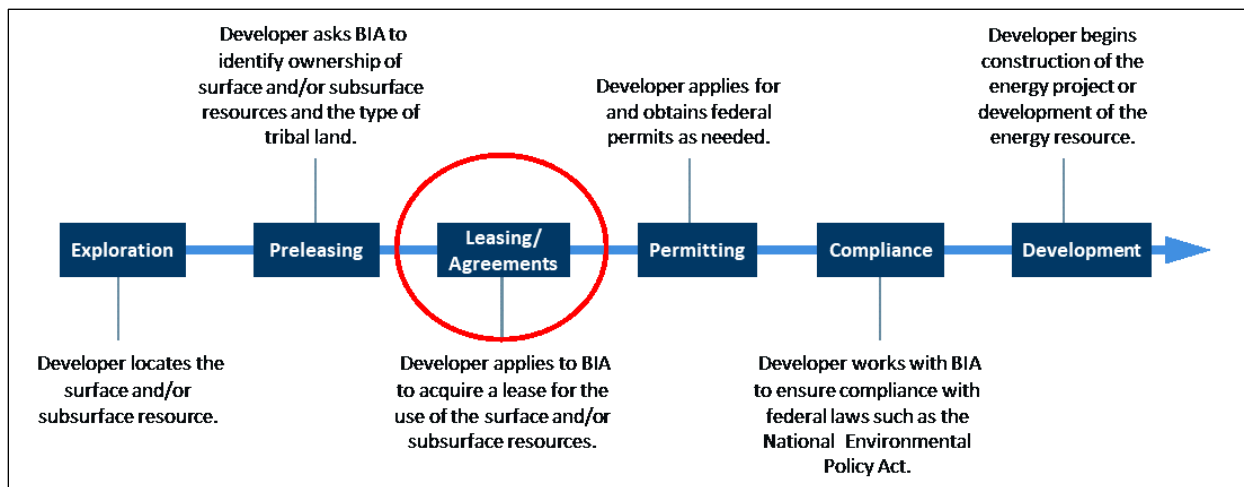 Developer asks BIA to
identify ownership of
surface and/or subsurface
resources and the type of
tribal land.
Developer applies for
and obtains federal
permits as needed.
Developer begins
construction of the
energy project or
development of the
energy resource.
Exploration
Preleasing
Leasing/
Agreements
Permitting
Compliance
Development
Developer locates the
surface and/or
subsurface resource.
Developer applies to BIA
to acquire a lease for the
use of the surface and/or
subsurface resources.
Developer works with BIA
to ensure compliance with
federal laws such as the
National Environmental
Policy Act.